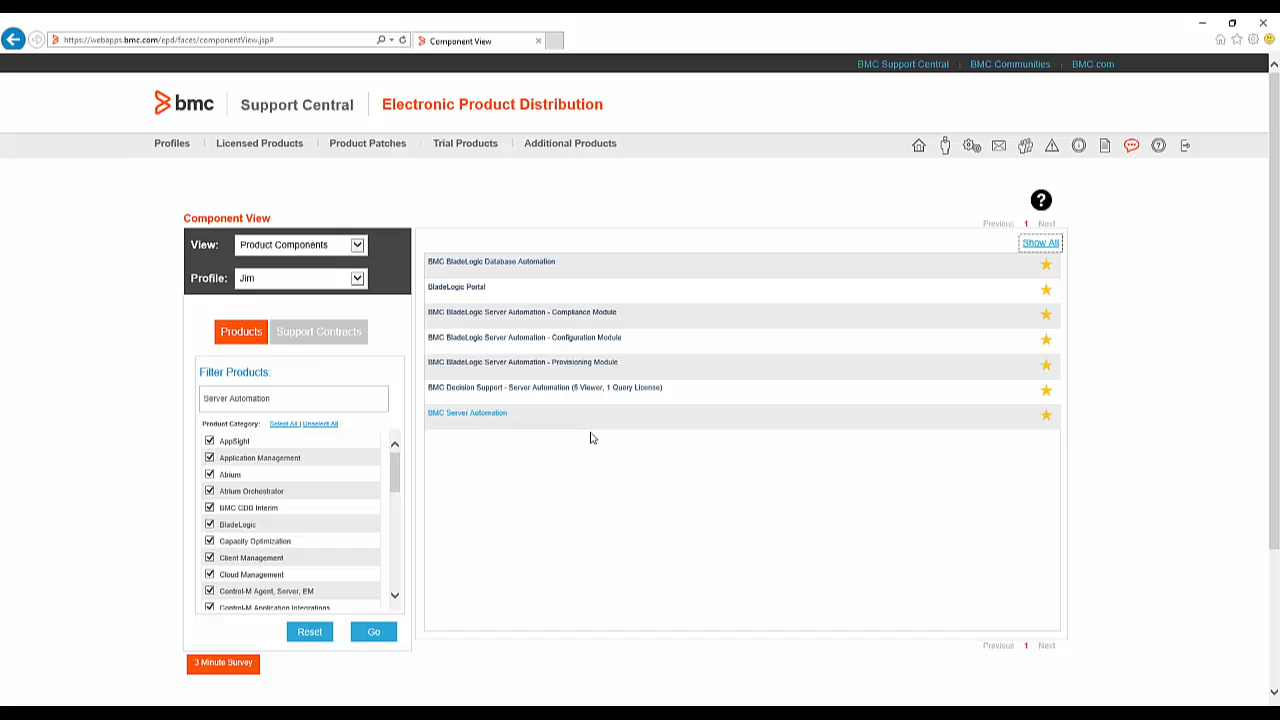 https://webapps.bmc.com/epd/faces/componentView.jsp#
Component View
BMC Support Central | BMC Communities | BMC.com
bmc
Support Central
Electronic Product Distribution
Profiles
Licensed Products
Product Patches
Trial Products
Additional Products
?
Component View
Previous 1 Next
View:
Product Components
Show All
Profile:
Jim
BMC BladeLogic Database Automation
BladeLogic Portal
BMC BladeLogic Server Automation - Compliance Module
BMC BladeLogic Server Automation - Configuration Module
BMC BladeLogic Server Automation - Provisioning Module
BMC Decision Support - Server Automation (5 Viewer, 1 Query License)
BMC Server Automation
Products
Support Contracts
Filter Products:
Server Automation
Product Category: Select All | Unselect All
AppSight
Application Management
Atrium
Atrium Orchestrator
BMC CDB Interim
BladeLogic
Capacity Optimization
Client Management
Cloud Management
Control-M Agent, Server, EM
Control-M Application Integrations
Reset
Go
Previous 1 Next
3 Minute Survey